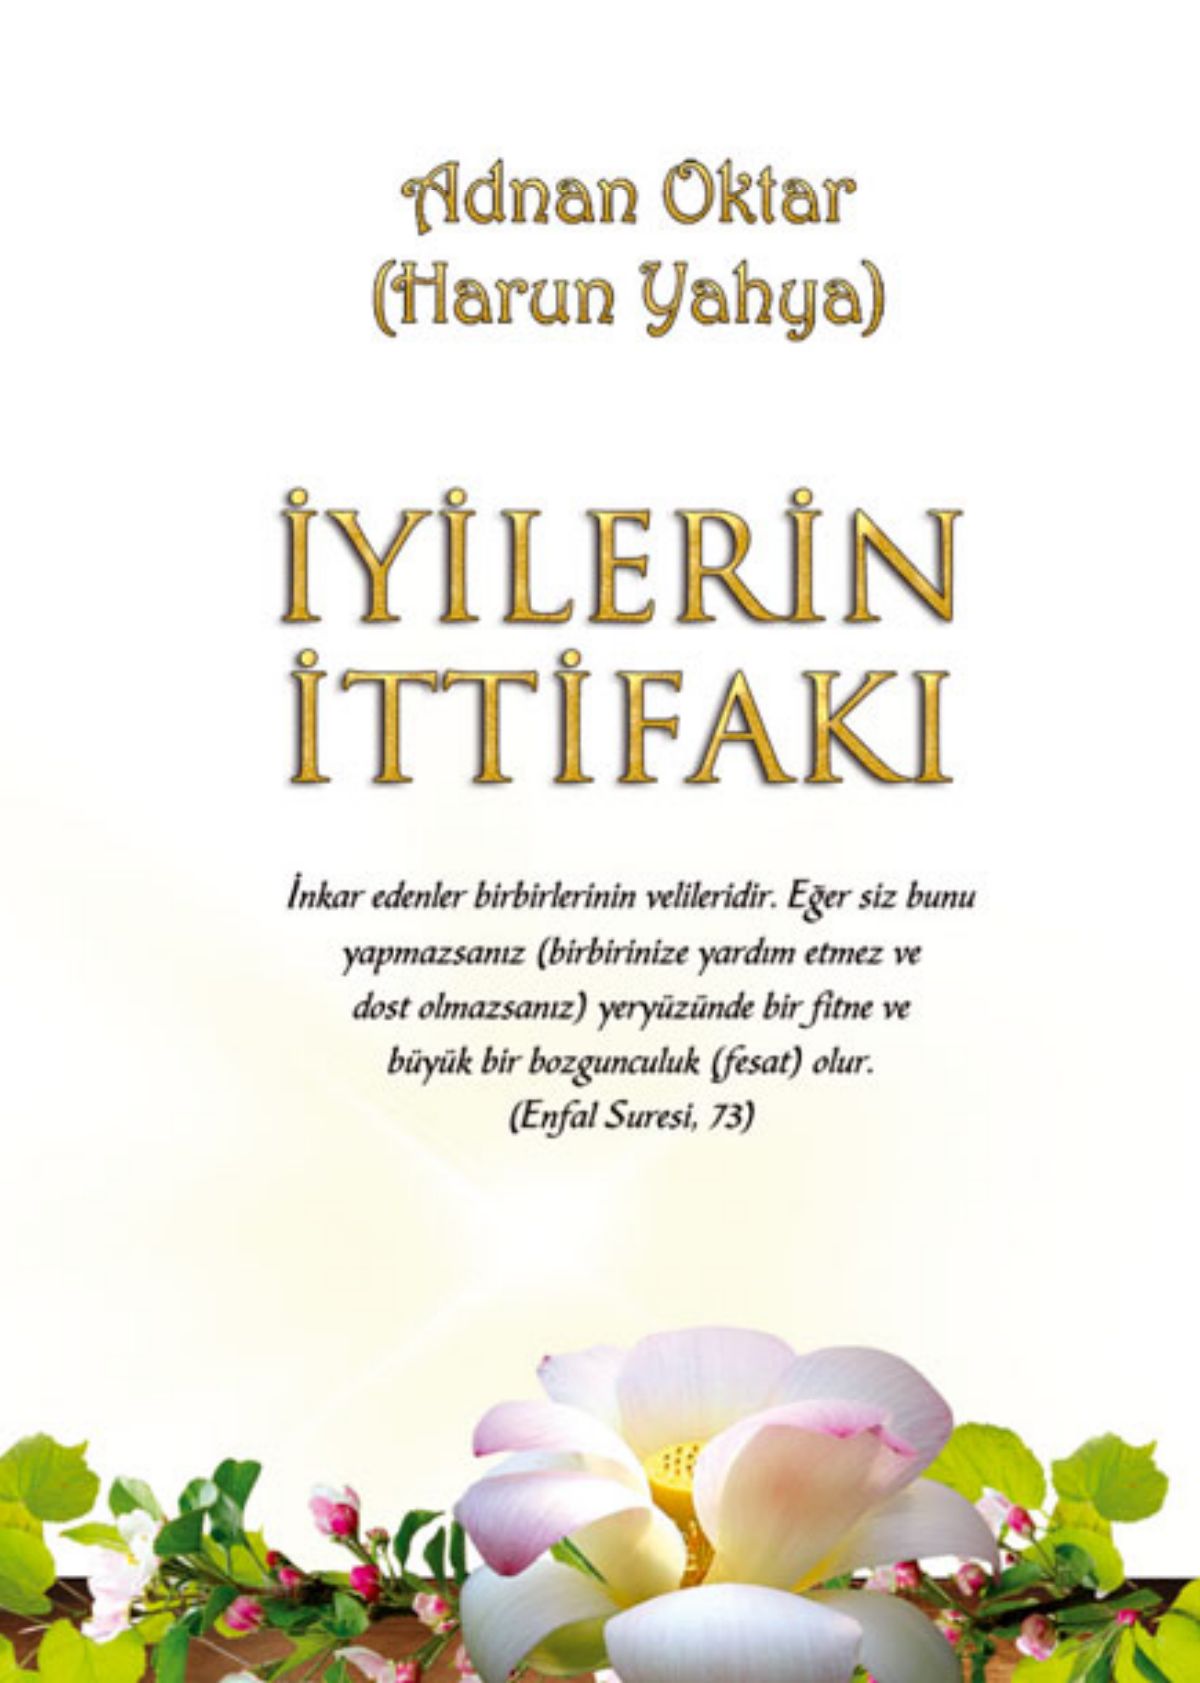 Adnan Oktar
(Harun Yahya)
İYİLERİN
İTTİFAKI
İnkar edenler birbirlerinin velileridir. Eğer siz bunu
yapmazsanız (birbirinize yardım etmez ve
dost olmazsanız) yeryüzünde bir fitne ve
büyük bir bozgunculuk (fesat) olur.
(Enfal Suresi, 73)